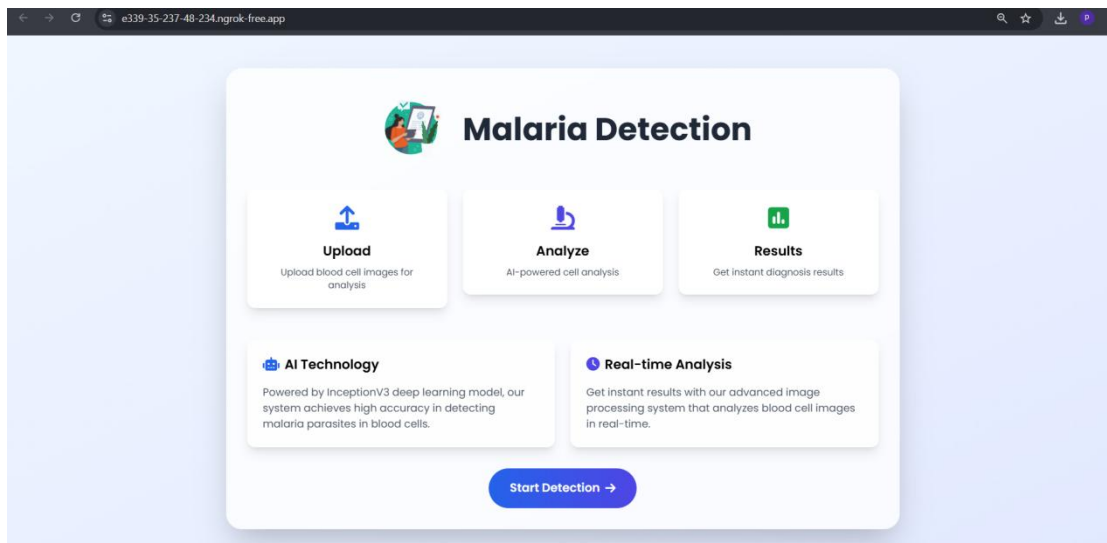 e339-35-237-48-234.ngrok-free.app
P
Malaria Detection
Upload
Upload blood cell images for
analysis
Analyze
AI-powered cell analysis
Results
Get instant diagnosis results
AI Technology
Powered by InceptionV3 deep learning model, our
system achieves high accuracy in detecting
malaria parasites in blood cells.
Real-time Analysis
Get instant results with our advanced image
processing system that analyzes blood cell images
in real-time.
Start Detection →